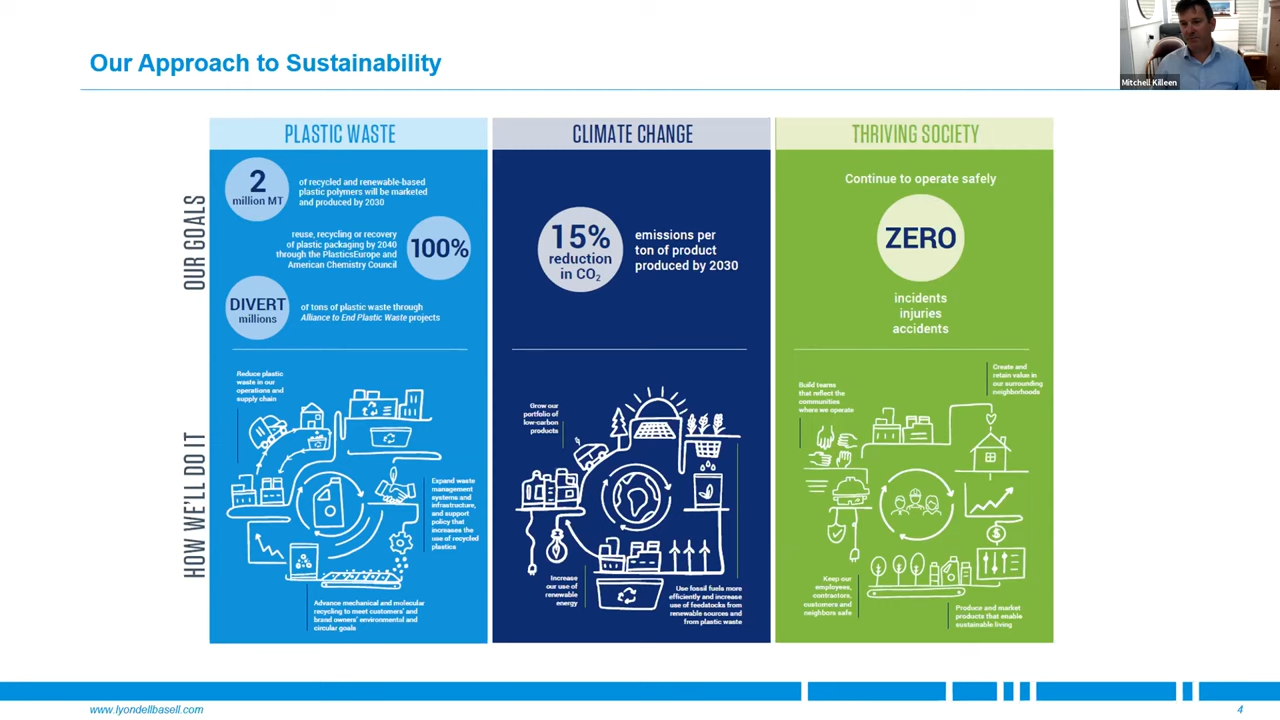 Our Approach to Sustainability
Mitchell Killeen
OUR GOALS
HOW WE'LL DO IT
PLASTIC WASTE
2
million MT
of recycled and renewable-based
plastic polymers will be marketed
and produced by 2030
reuse, recycling or recovery
of plastic packaging by 2040
through the PlasticsEurope and
American Chemistry Council
100%
DIVERT
millions
of tons of plastic waste through
Alliance to End Plastic Waste projects
Reduce plastic
waste in our
operations and
supply chain
Expand waste
management
systems and
infrastructure,
and support
policy that
increases the
use of recycled
plastics
Advance mechanical and molecular
recycling to meet customers' and
brand owners' environmental and
circular goals
CLIMATE CHANGE
15%
reduction
in CO₂
emissions per
ton of product
produced by 2030
Grow our
portfolio of
low-carbon
products
Increase
our use of
renewable
energy
Use fossil fuels more
efficiently and increase
use of feedstocks from
renewable sources and
from plastic waste
THRIVING SOCIETY
Continue to operate safely
ZERO
incidents
injuries
accidents
Build teams
that reflect the
communities
where we operate
Create and
retain value in
our surrounding
neighborhoods
$
Keep our
employees,
contractors,
customers and
neighbors safe
Produce and market
products that enable
sustainable living
www.lyondellbasell.com
4